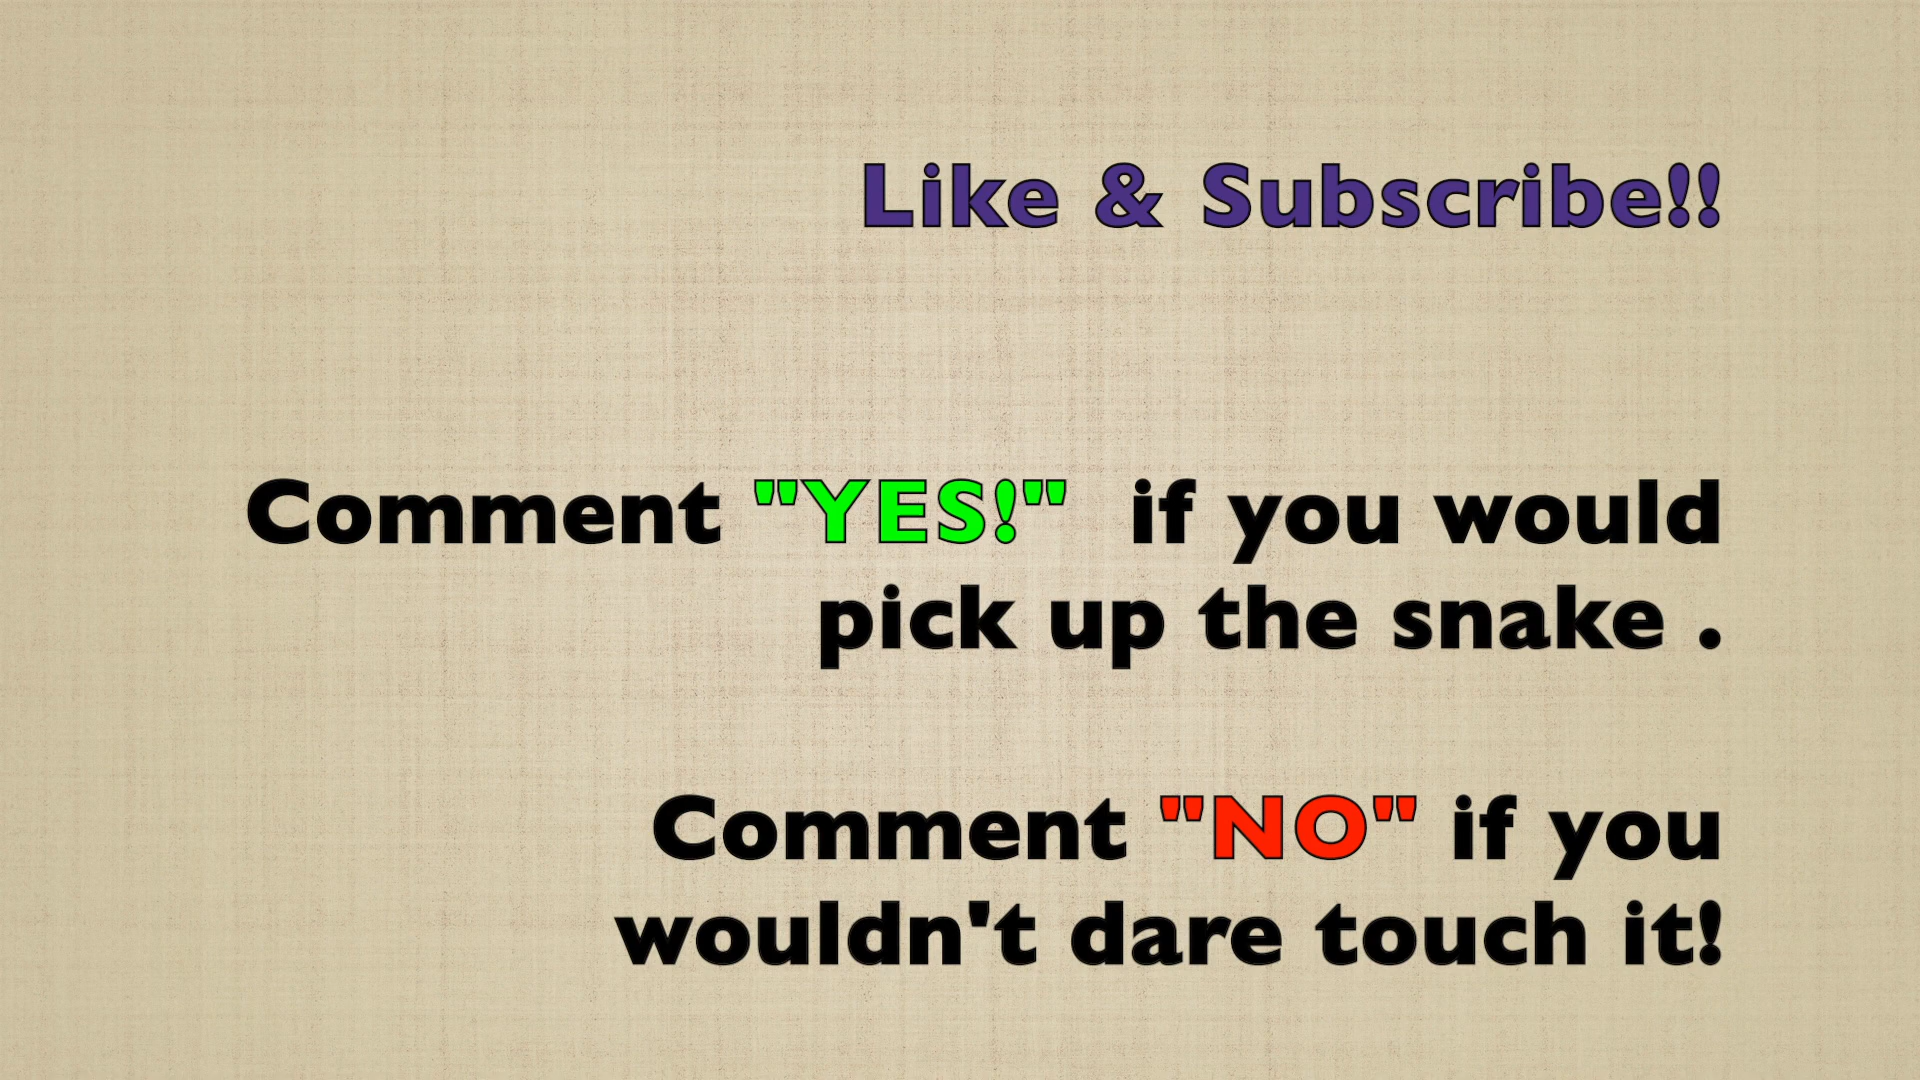 Like & Subscribe!!
Comment "YES!"  if you would
pick up the snake .
Comment "NO" if you
wouldn't dare touch it!